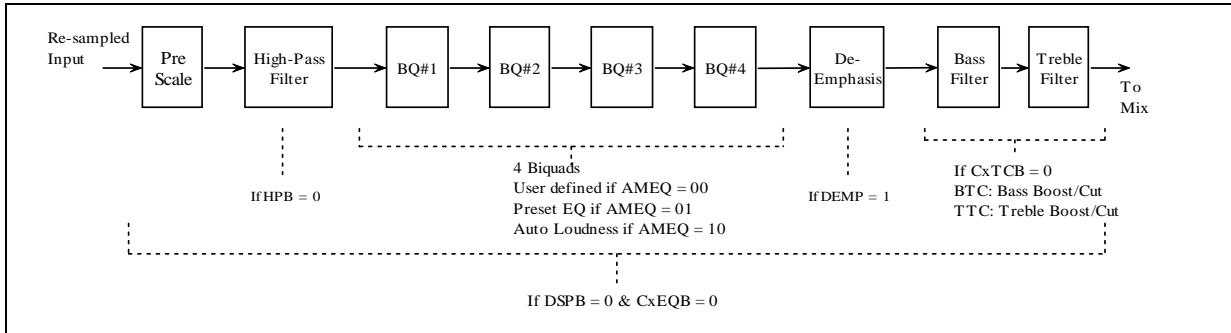 Re-sampled
Input
Pre
Scale
High-Pass
Filter
BQ#1
BQ#2
BQ#3
BQ#4
De-
Emphasis
Bass
Filter
Treble
Filter
To
Mix
If HPB = 0
4 Biquads
User defined if AMEQ = 00
Preset EQ if AMEQ = 01
Auto Loudness if AMEQ = 10
If DEMP = 1
If CxTCB = 0
BTC: Bass Boost/Cut
TTC: Treble Boost/Cut
If DSPB = 0 & CxEQB = 0